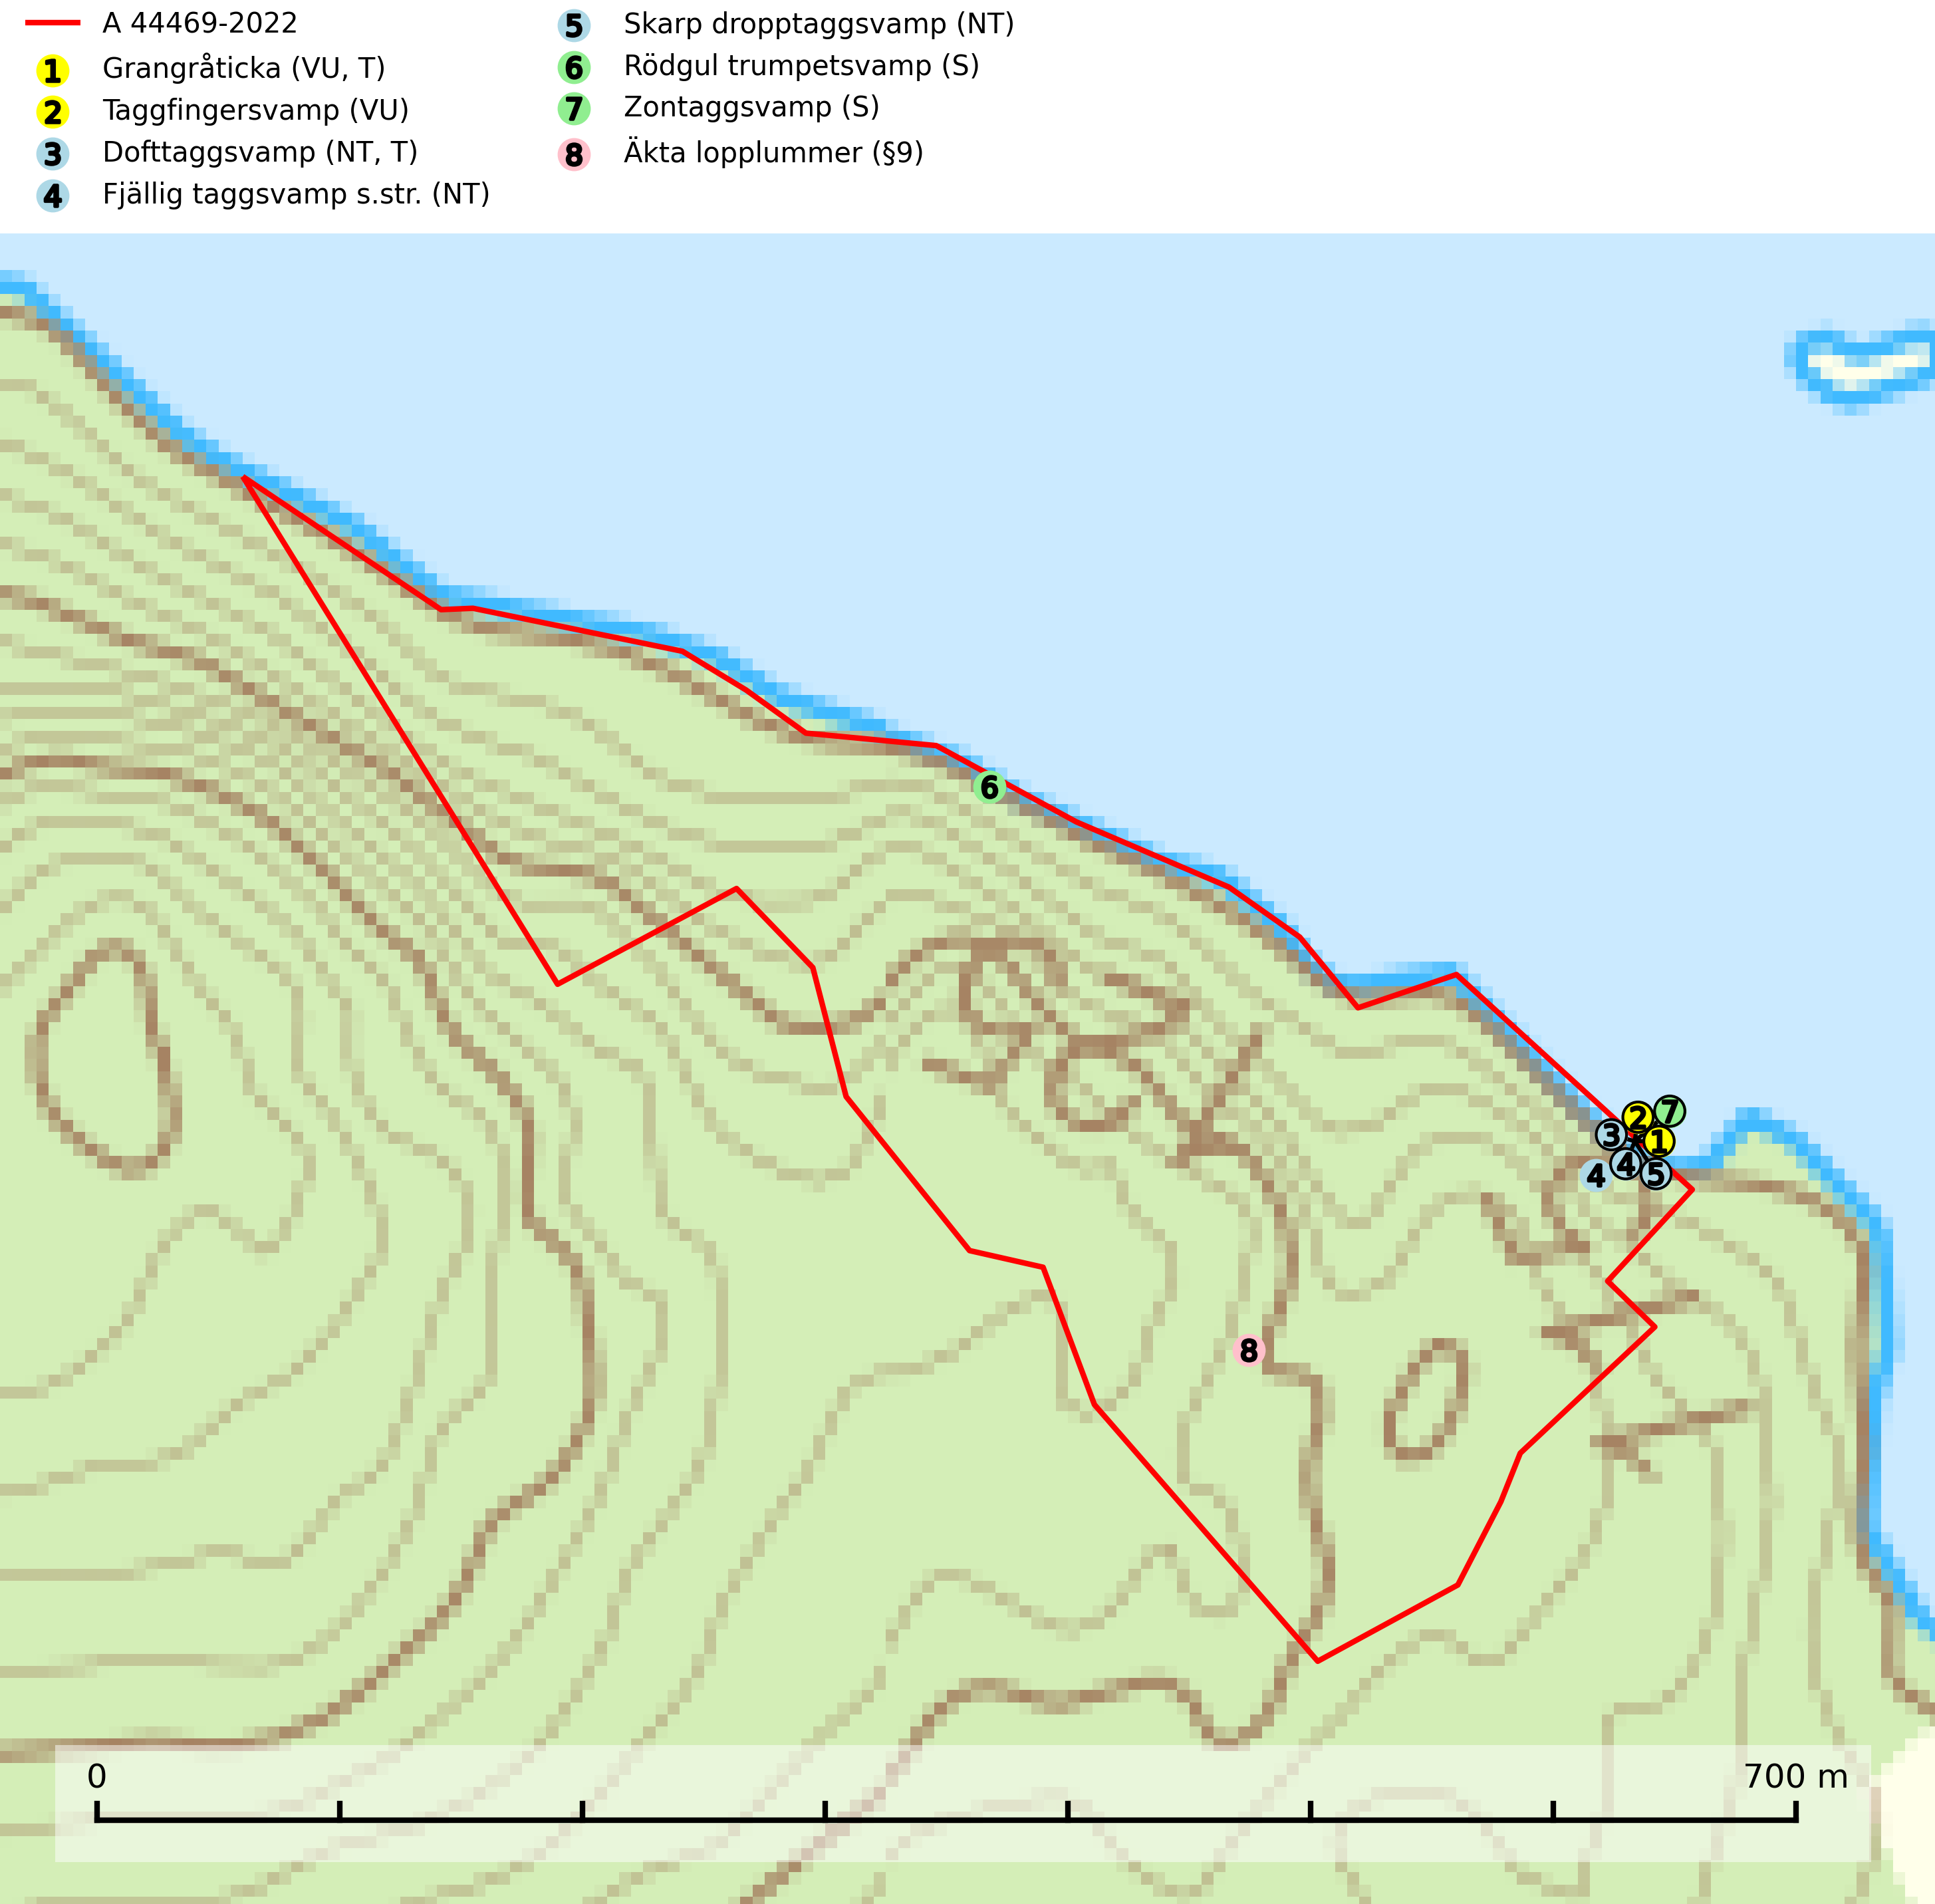 A 44469-2022
1 Grangråticka (VU, T)
2 Taggfingersvamp (VU)
3 Dofttaggsvamp (NT, T)
4 Fjällig taggsvamp s.str. (NT)
5 Skarp dropptaggsvamp (NT)
6 Rödgul trumpetsvamp (S)
7 Zontaggsvamp (S)
8 Äkta lopplummer (§9)
6
2 7
3 1
4 4 5
8
0 700 m